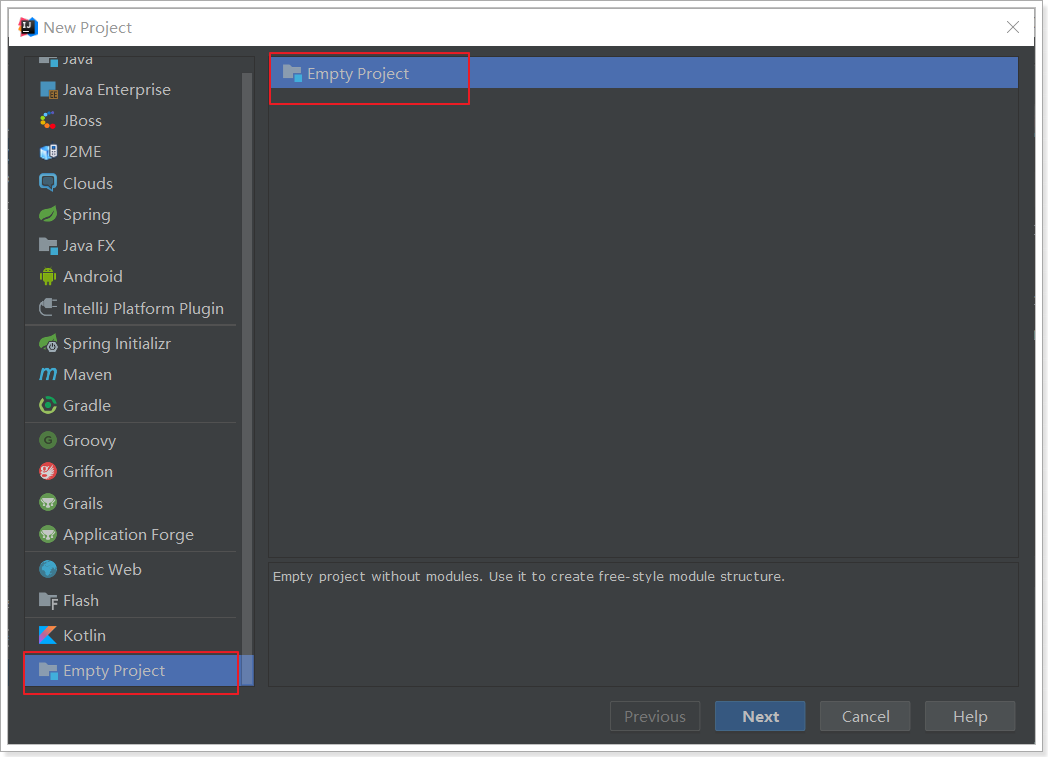 New Project
Java
Java Enterprise
JBoss
J2ME
Clouds
Spring
Java FX
Android
IntelliJ Platform Plugin
Spring Initializr
Maven
Gradle
Groovy
Griffon
Grails
Application Forge
Static Web
Flash
Kotlin
Empty Project
Empty Project
Empty project without modules. Use it to create free-style module structure.
Previous Next Cancel Help